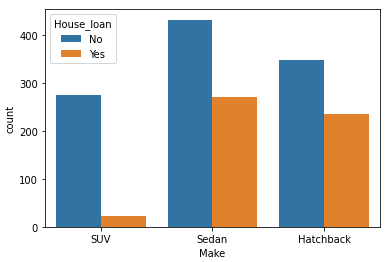 House_loan
No
Yes
count
400
300
200
100
0
SUV Sedan Hatchback
Make